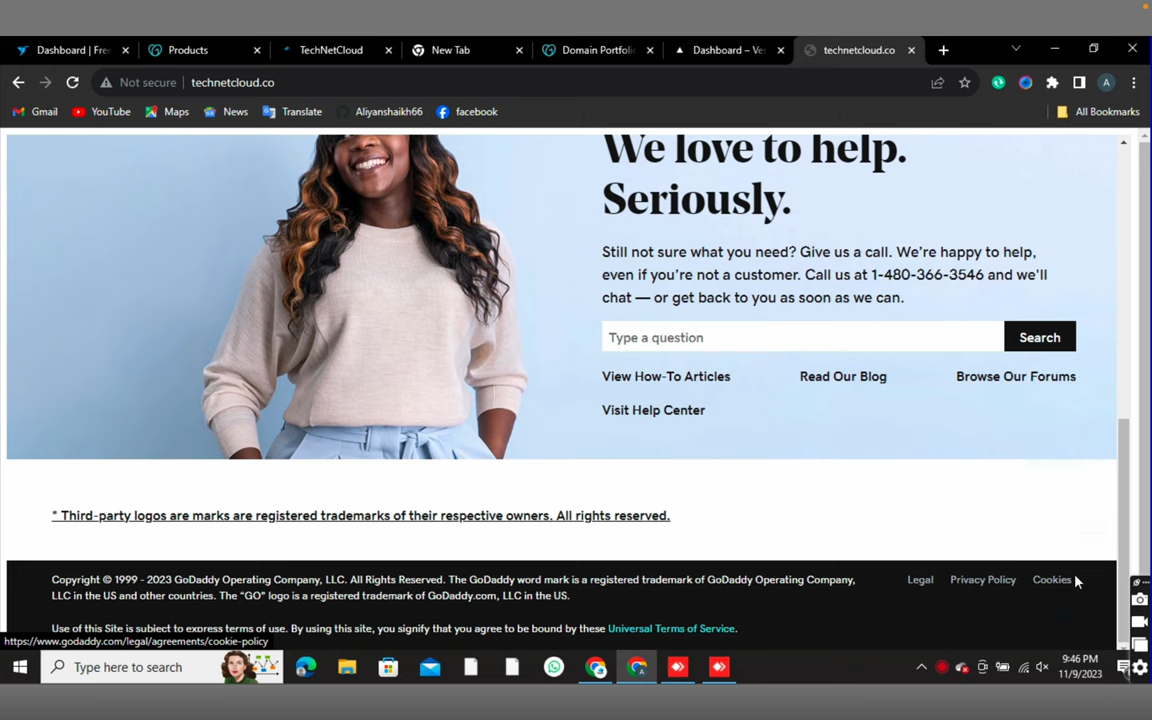 Dashboard | Fre
Products
TechNetCloud
New Tab
Domain Portfoli
Dashboard – Ve
technetcloud.co
Not secure
technetcloud.co
A
Gmail
YouTube
Maps
News
Translate
Aliyanshaikh66
facebook
All Bookmarks
We love to help.
Seriously.
Still not sure what you need? Give us a call. We're happy to help,
even if you're not a customer. Call us at 1-480-366-3546 and we'll
chat — or get back to you as soon as we can.
Type a question
Search
View How-To Articles
Read Our Blog
Browse Our Forums
Visit Help Center
* Third-party logos are marks are registered trademarks of their respective owners. All rights reserved.
Copyright © 1999 - 2023 GoDaddy Operating Company, LLC. All Rights Reserved. The GoDaddy word mark is a registered trademark of GoDaddy Operating Company,
LLC in the US and other countries. The “GO” logo is a registered trademark of GoDaddy.com, LLC in the US.
Legal
Privacy Policy
Cookies
Use of this Site is subject to express terms of use. By using this site, you signify that you agree to be bound by these Universal Terms of Service.
https://www.godaddy.com/legal/agreements/cookie-policy
Type here to search
9:46 PM
11/9/2023